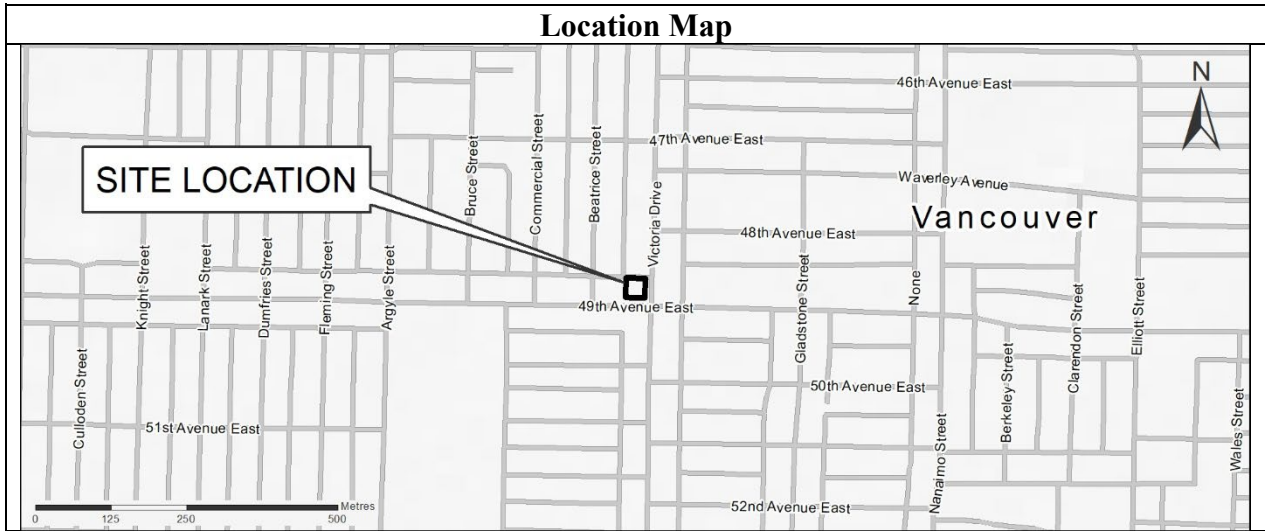 Location Map
N
46th Avenue East
47th Avenue East
SITE LOCATION
Bruce Street
Commercial Street
Beatrice Street
Victoria Drive
Waverley Avenue
Vancouver
48th Avenue East
Knight Street
Lanark Street
Dumfries Street
Fleming Street
Argyle Street
49th Avenue East
Gladstone Street
None
Clarendon Street
Elliott Street
Culloden Street
50th Avenue East
Berkeley Street
51st Avenue East
Nanaimo Street
Wales Street
52nd Avenue East
Metres
0 125 250 500